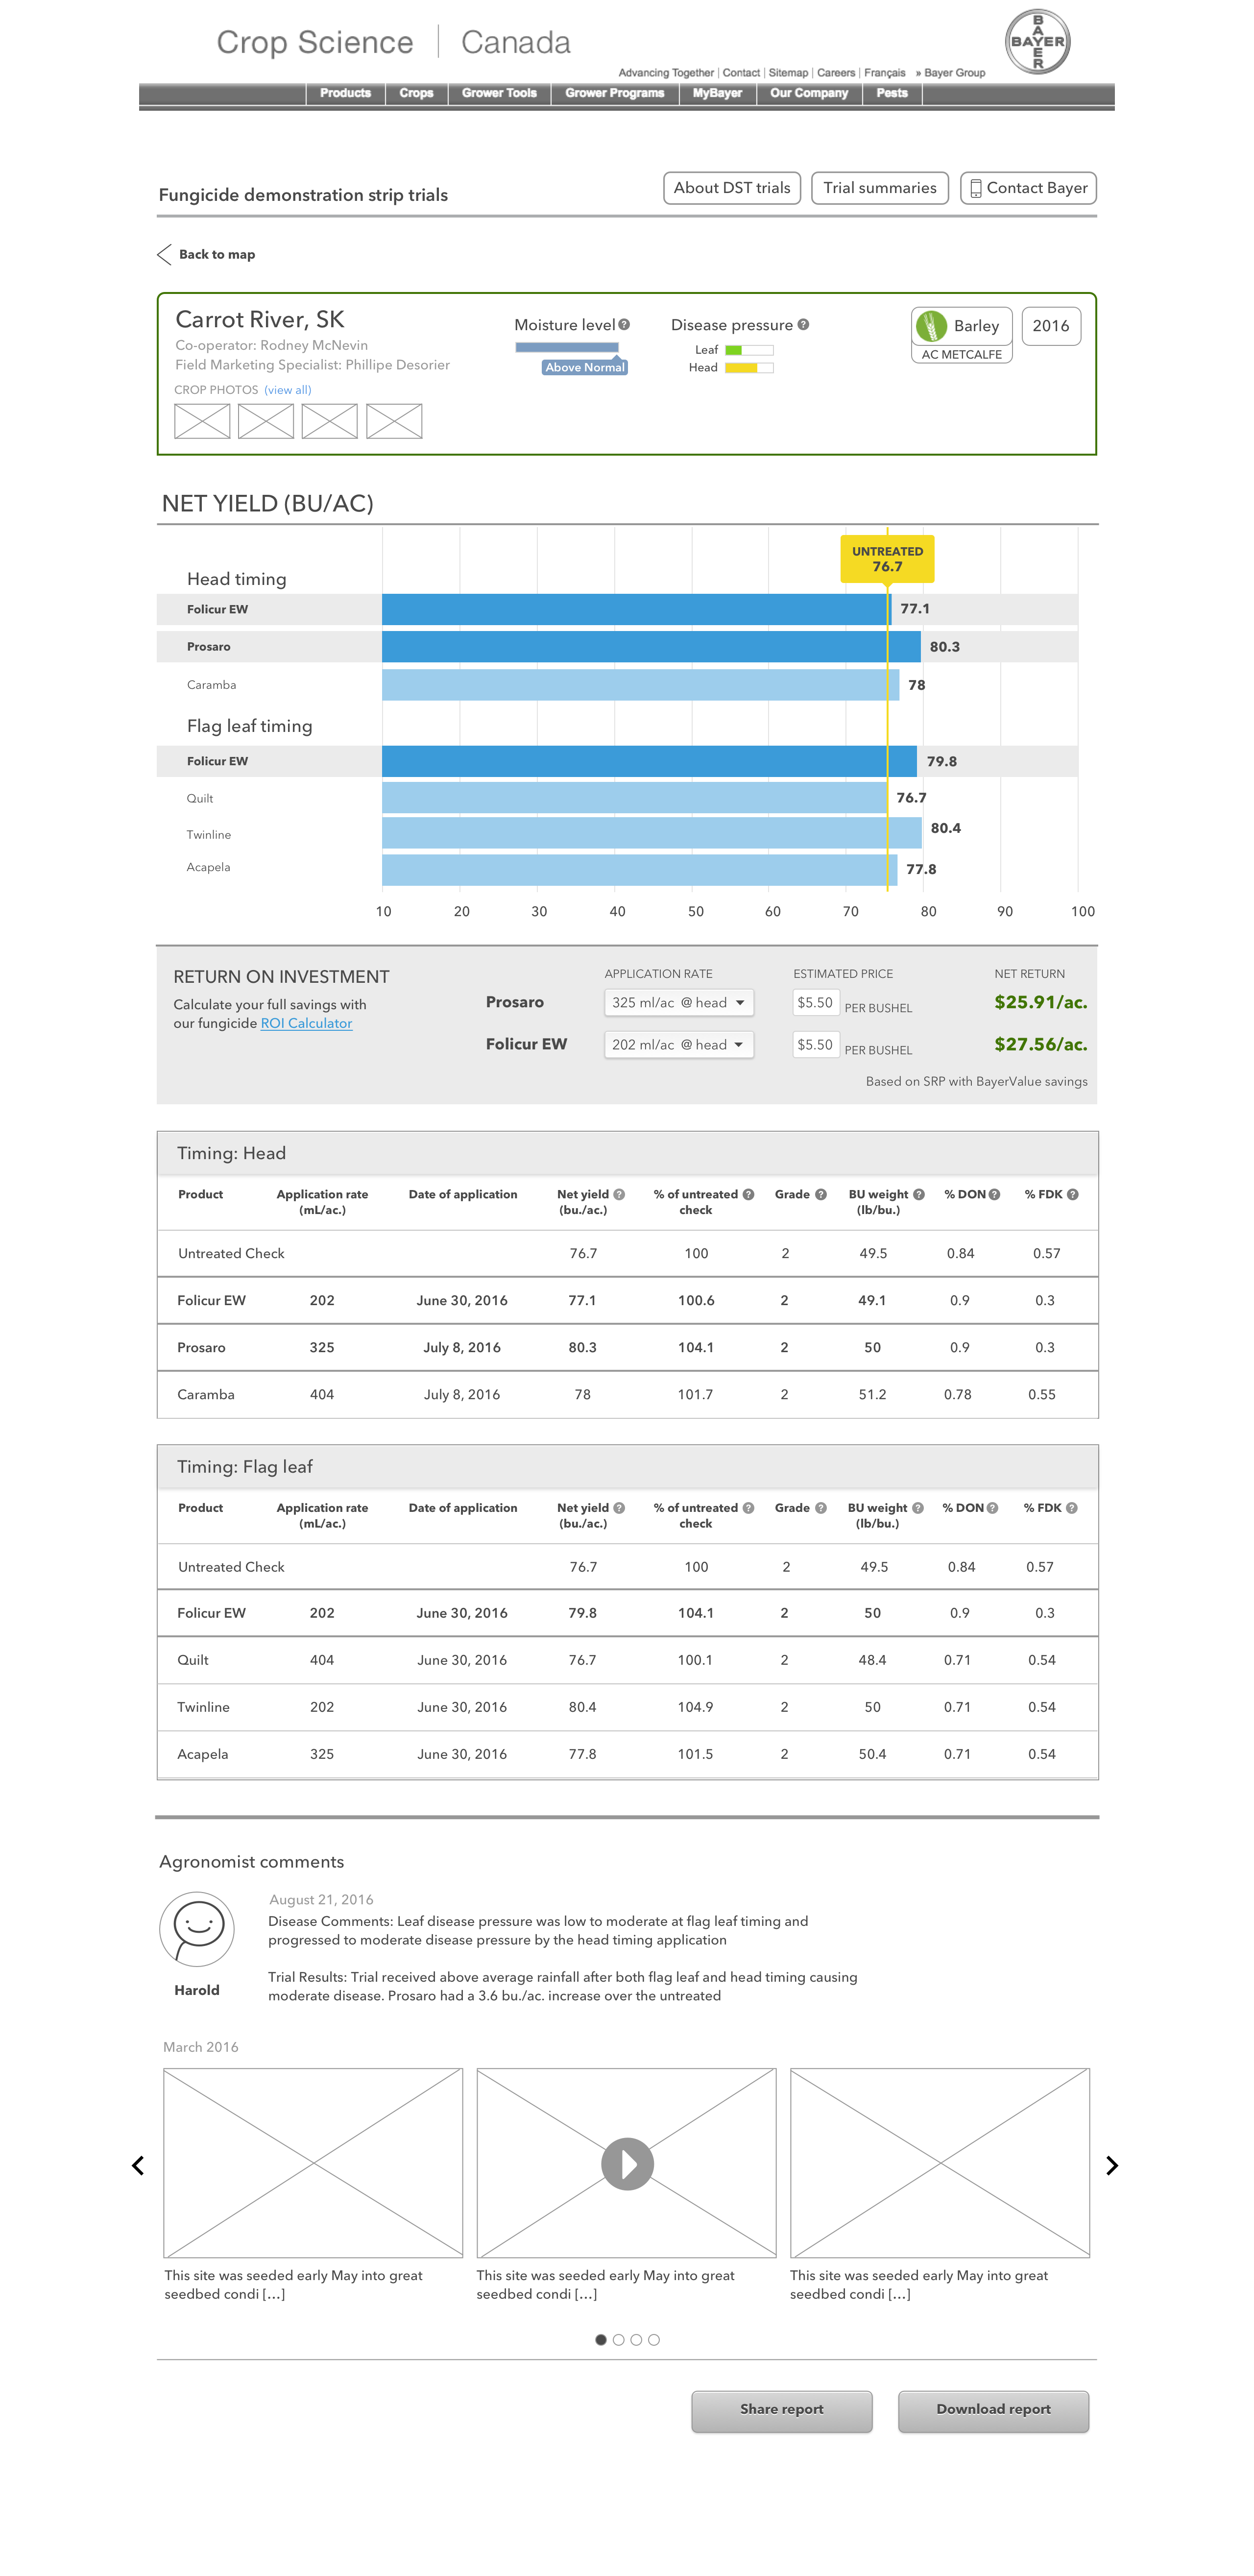 Crop Science | Canada
BAYER
BAYER
Advancing Together | Contact | Sitemap | Careers | Français » Bayer Group
Products Crops Grower Tools Grower Programs MyBayer Our Company Pests
Fungicide demonstration strip trials
About DST trials Trial summaries Contact Bayer
Back to map
Carrot River, SK
Co-operator: Rodney McNevin
Field Marketing Specialist: Phillipe Desorier
CROP PHOTOS (view all)
Moisture level ?
Above Normal
Disease pressure ?
Leaf
Head
Barley
AC METCALFE
2016
NET YIELD (BU/AC)
UNTREATED
76.7
Head timing
Folicur EW 77.1
Prosaro 80.3
Caramba 78
Flag leaf timing
Folicur EW 79.8
Quilt 76.7
Twinline 80.4
Acapela 77.8
10 20 30 40 50 60 70 80 90 100
RETURN ON INVESTMENT
Calculate your full savings with
our fungicide ROI Calculator
APPLICATION RATE ESTIMATED PRICE NET RETURN
Prosaro 325 ml/ac @ head $5.50 PER BUSHEL $25.91/ac.
Folicur EW 202 ml/ac @ head $5.50 PER BUSHEL $27.56/ac.
Based on SRP with BayerValue savings
Timing: Head
Product Application rate Date of application Net yield ? % of untreated ? Grade ? BU weight ? % DON ? % FDK ?
(mL/ac.) (bu./ac.) check (lb/bu.)
Untreated Check 76.7 100 2 49.5 0.84 0.57
Folicur EW 202 June 30, 2016 77.1 100.6 2 49.1 0.9 0.3
Prosaro 325 July 8, 2016 80.3 104.1 2 50 0.9 0.3
Caramba 404 July 8, 2016 78 101.7 2 51.2 0.78 0.55
Timing: Flag leaf
Product Application rate Date of application Net yield ? % of untreated ? Grade ? BU weight ? % DON ? % FDK ?
(mL/ac.) (bu./ac.) check (lb/bu.)
Untreated Check 76.7 100 2 49.5 0.84 0.57
Folicur EW 202 June 30, 2016 79.8 104.1 2 50 0.9 0.3
Quilt 404 June 30, 2016 76.7 100.1 2 48.4 0.71 0.54
Twinline 202 June 30, 2016 80.4 104.9 2 50 0.71 0.54
Acapela 325 June 30, 2016 77.8 101.5 2 50.4 0.71 0.54
Agronomist comments
Harold
August 21, 2016
Disease Comments: Leaf disease pressure was low to moderate at flag leaf timing and
progressed to moderate disease pressure by the head timing application
Trial Results: Trial received above average rainfall after both flag leaf and head timing causing
moderate disease. Prosaro had a 3.6 bu./ac. increase over the untreated
March 2016
This site was seeded early May into great
seedbed condi [...]
This site was seeded early May into great
seedbed condi [...]
This site was seeded early May into great
seedbed condi [...]
Share report Download report